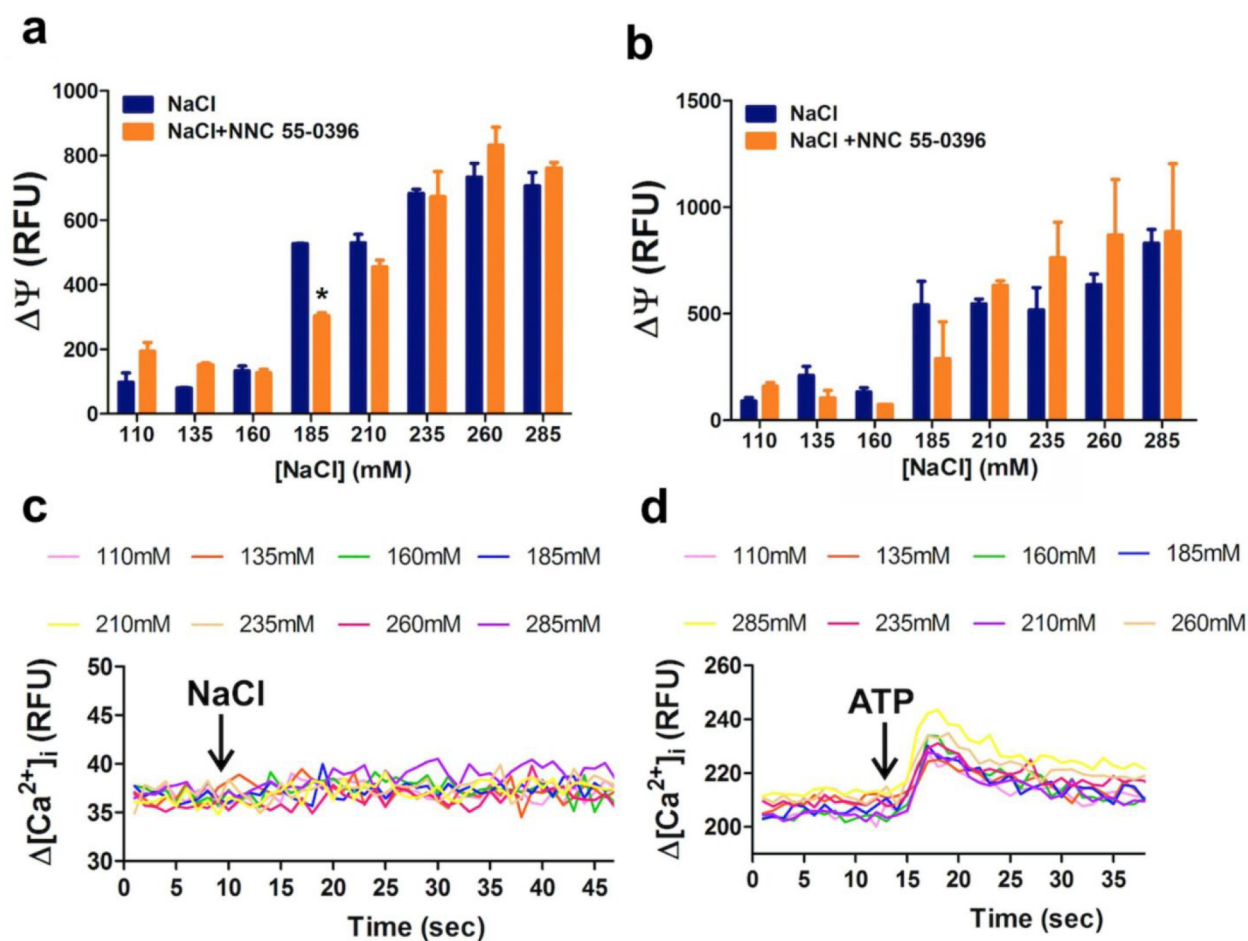 a
1000
800
600
400
200
0
ΔΨ (RFU)
NaCl
NaCl+NNC 55-0396
*
110 135 160 185 210 235 260 285
[NaCl] (mM)
b
1500
1000
500
0
ΔΨ (RFU)
NaCl
NaCl +NNC 55-0396
110 135 160 185 210 235 260 285
[NaCl] (mM)
c
110mM 135mM 160mM 185mM
210mM 235mM 260mM 285mM
50
45
40
35
30
Δ[Ca2+]i (RFU)
NaCl
0 5 10 15 20 25 30 35 40 45
Time (sec)
d
110mM 135mM 160mM 185mM
285mM 235mM 210mM 260mM
260
240
220
200
Δ[Ca2+]i (RFU)
ATP
0 5 10 15 20 25 30 35
Time (sec)